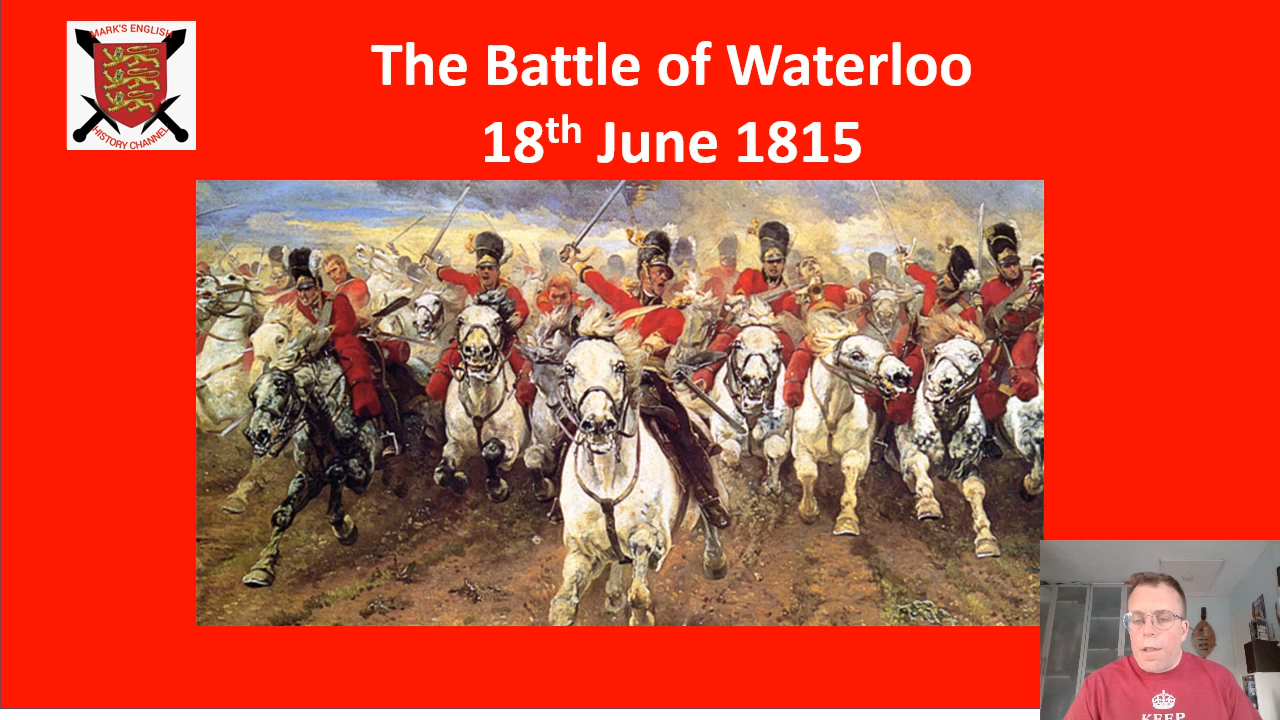 MARK'S ENGLISH
HISTORY CHANNEL
The Battle of Waterloo
18th June 1815
KEEP